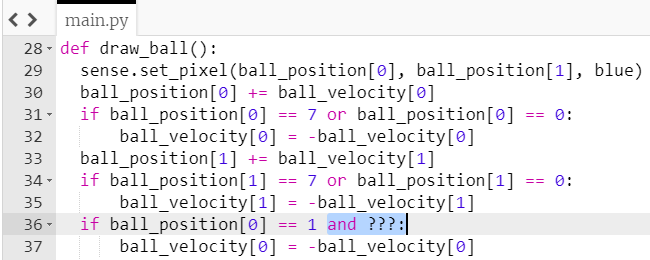 main.py
28 def draw_ball():
29 sense.set_pixel(ball_position[0], ball_position[1], blue)
30 ball_position[0] += ball_velocity[0]
31 if ball_position[0] == 7 or ball_position[0] == 0:
32 ball_velocity[0] = -ball_velocity[0]
33 ball_position[1] += ball_velocity[1]
34 if ball_position[1] == 7 or ball_position[1] == 0:
35 ball_velocity[1] = -ball_velocity[1]
36 if ball_position[0] == 1 and ???:
37 ball_velocity[0] = -ball_velocity[0]